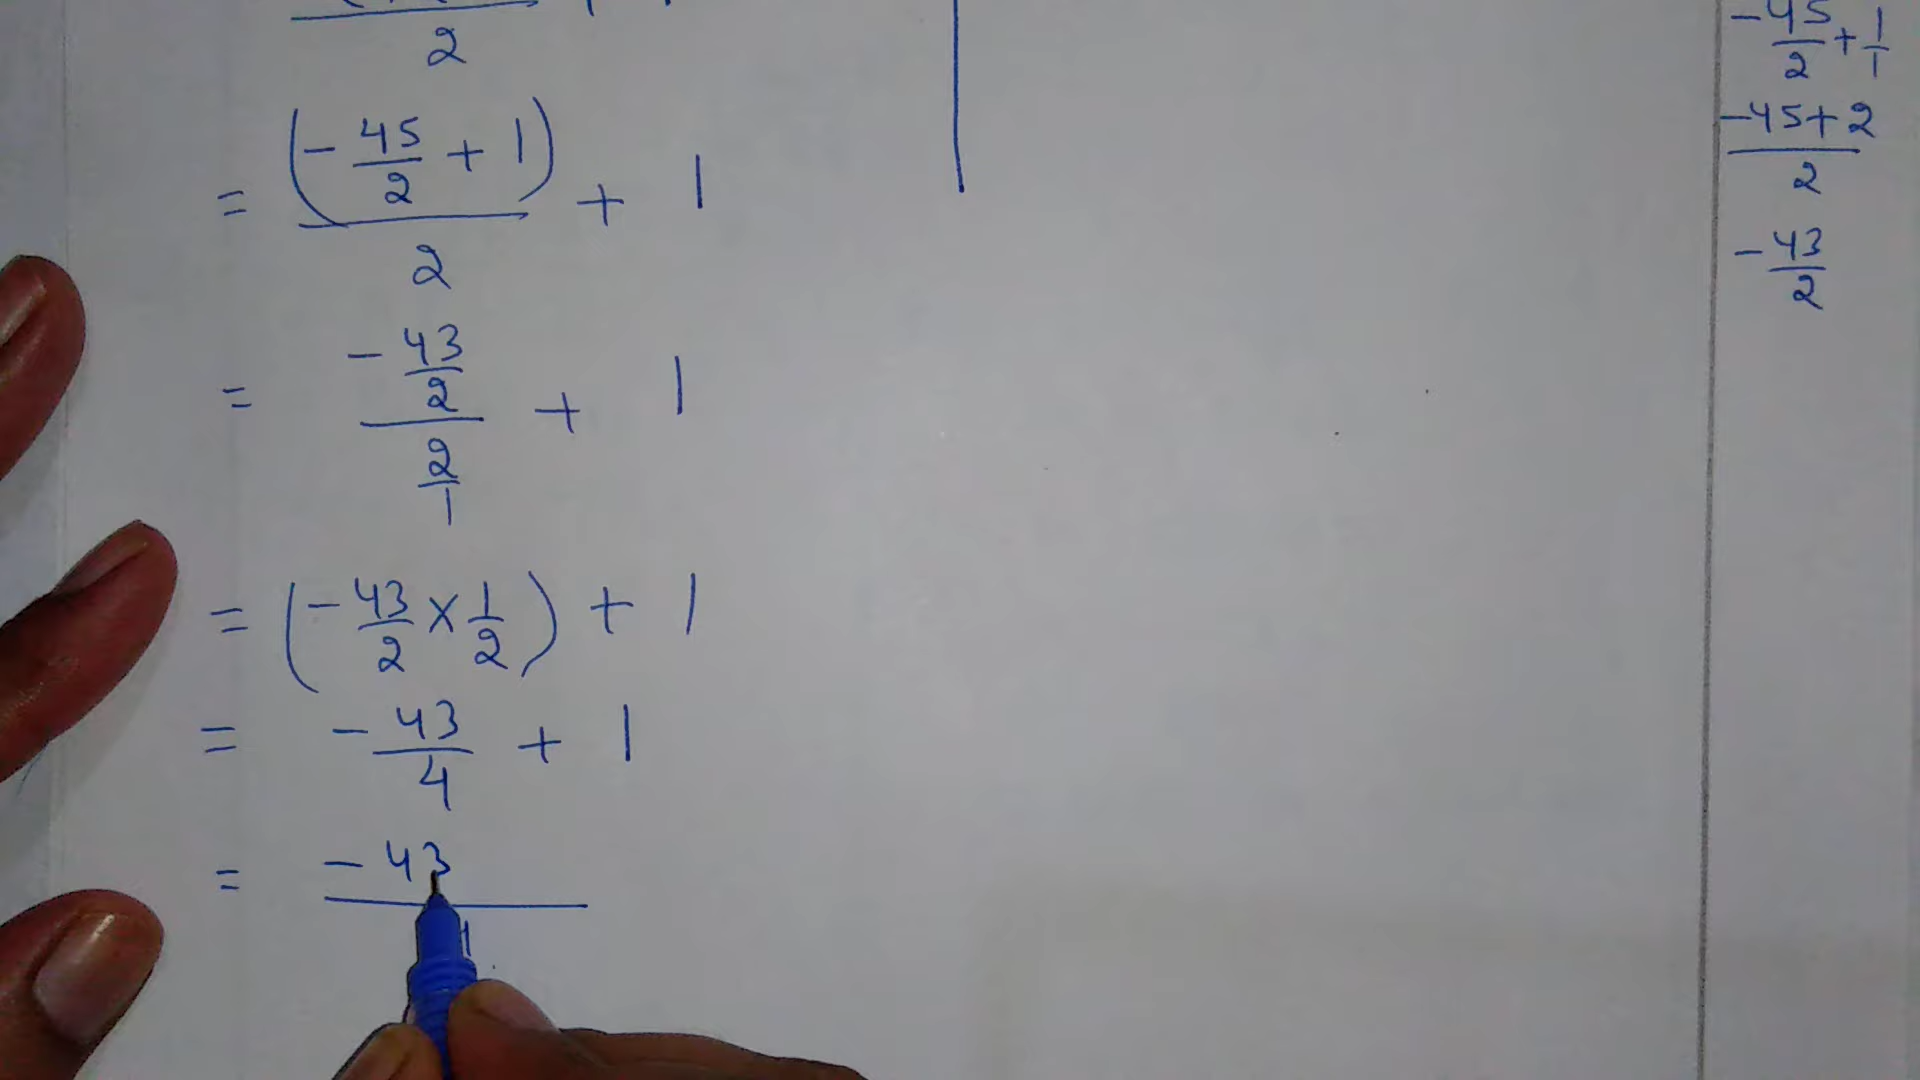 2
= (- 45/2 + 1)/2 + 1
= (- 43/2)/(2/1) + 1
= (- 43/2 × 1/2) + 1
= - 43/4 + 1
= - 43
- 45/2 + 1/1
(- 45 + 2)/2
- 43/2